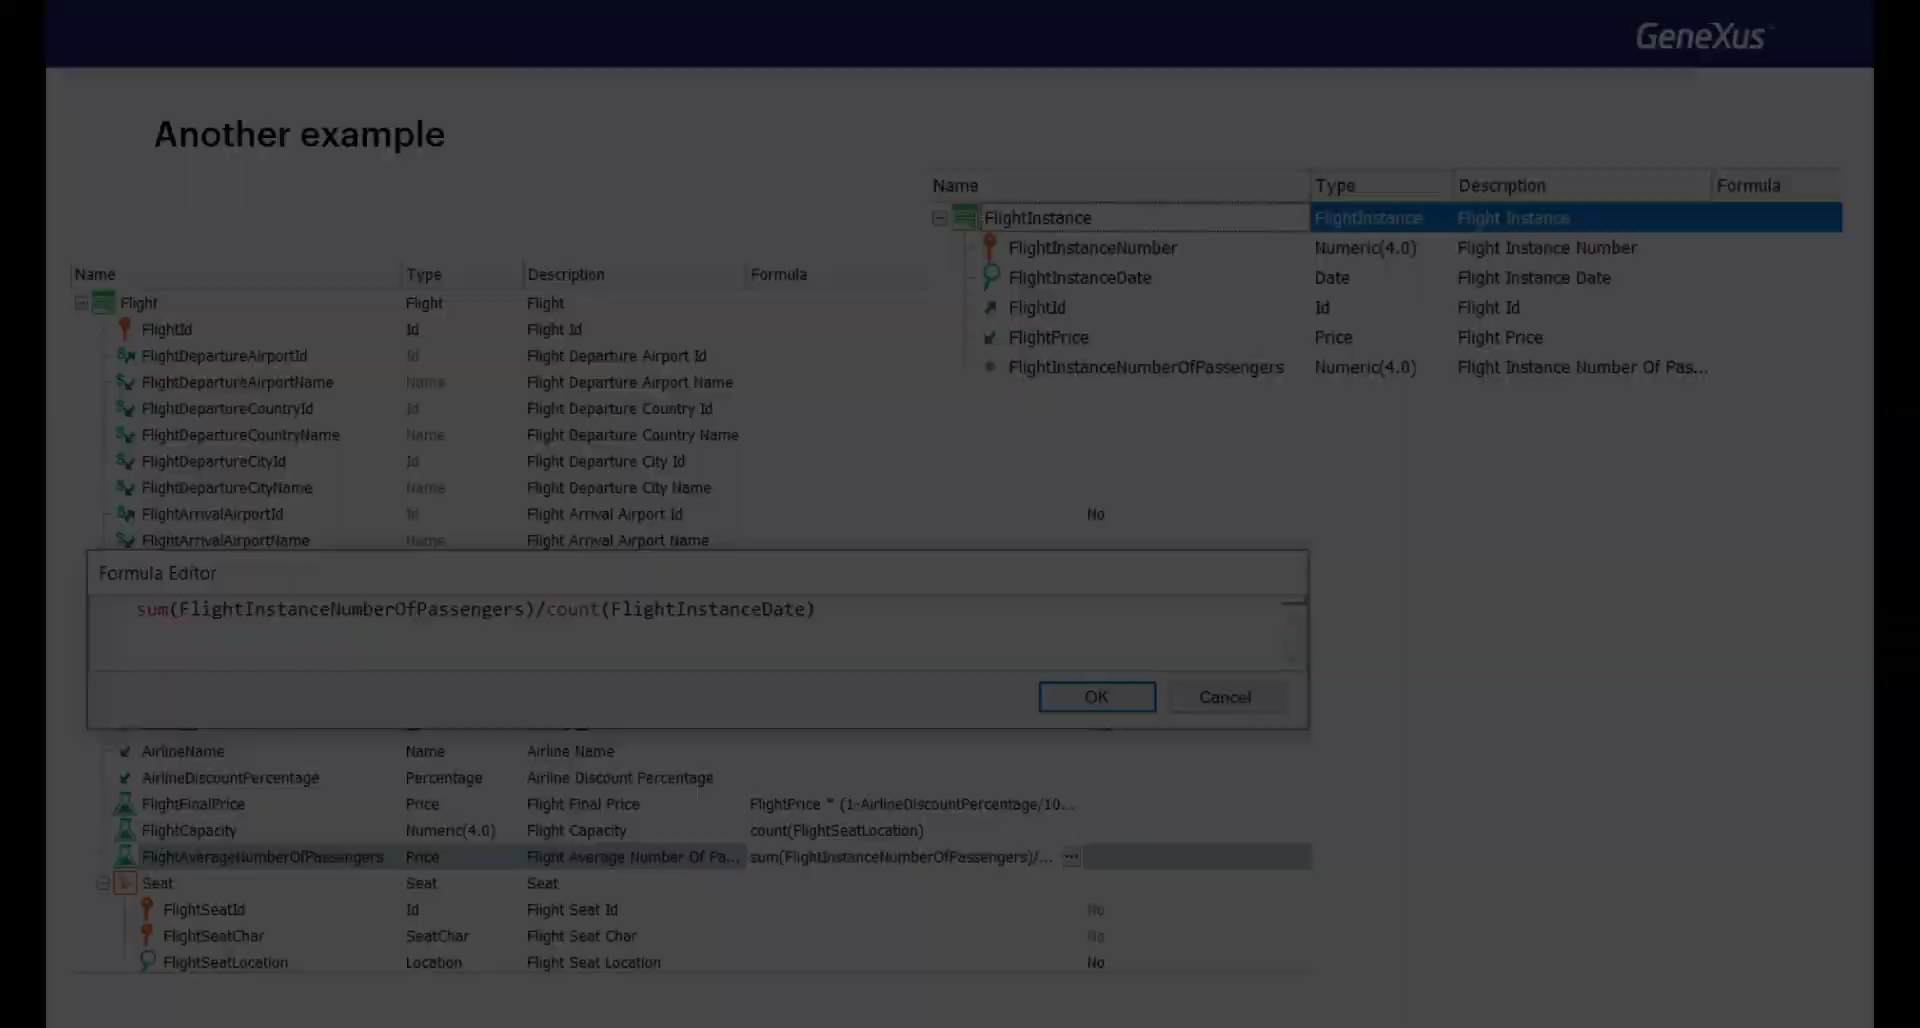 GeneXus
Another example
Name Type Description Formula
FlightInstance FlightInstance Flight Instance
FlightInstanceNumber Numeric(4.0) Flight Instance Number
FlightInstanceDate Date Flight Instance Date
FlightId Id Flight Id
FlightPrice Price Flight Price
FlightInstanceNumberOfPassengers Numeric(4.0) Flight Instance Number Of Pas...
Name Type Description Formula
Flight Flight Flight
FlightId Id Flight Id
FlightDepartureAirportId Id Flight Departure Airport Id
FlightDepartureAirportName Name Flight Departure Airport Name
FlightDepartureCountryId Id Flight Departure Country Id
FlightDepartureCountryName Name Flight Departure Country Name
FlightDepartureCityId Id Flight Departure City Id
FlightDepartureCityName Name Flight Departure City Name
FlightArrivalAirportId Id Flight Arrival Airport Id No
FlightArrivalAirportName Name Flight Arrival Airport Name
Formula Editor
sum(FlightInstanceNumberOfPassengers)/count(FlightInstanceDate)
OK Cancel
AirlineName Name Airline Name
AirlineDiscountPercentage Percentage Airline Discount Percentage
FlightFinalPrice Price Flight Final Price FlightPrice * (1-AirlineDiscountPercentage/10...
FlightCapacity Numeric(4.0) Flight Capacity count(FlightSeatLocation)
FlightAverageNumberOfPassengers Price Flight Average Number Of Pa... sum(FlightInstanceNumberOfPassengers)/... ...
Seat Seat Seat
FlightSeatId Id Flight Seat Id No
FlightSeatChar SeatChar Flight Seat Char No
FlightSeatLocation Location Flight Seat Location No